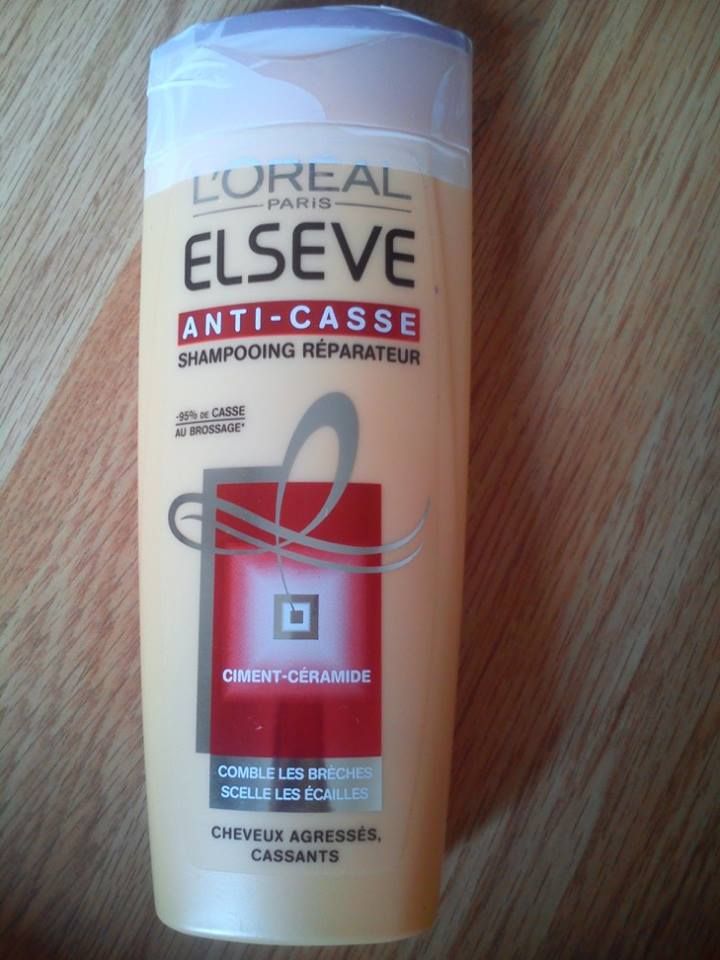 L'ORÉAL
PARIS
ELSEVE
ANTI-CASSE
SHAMPOOING RÉPARATEUR
-95% DE CASSE
AU BROSSAGE*
CIMENT-CÉRAMIDE
COMBLE LES BRÈCHES
SCELLE LES ÉCAILLES
CHEVEUX AGRESSÉS,
CASSANTS